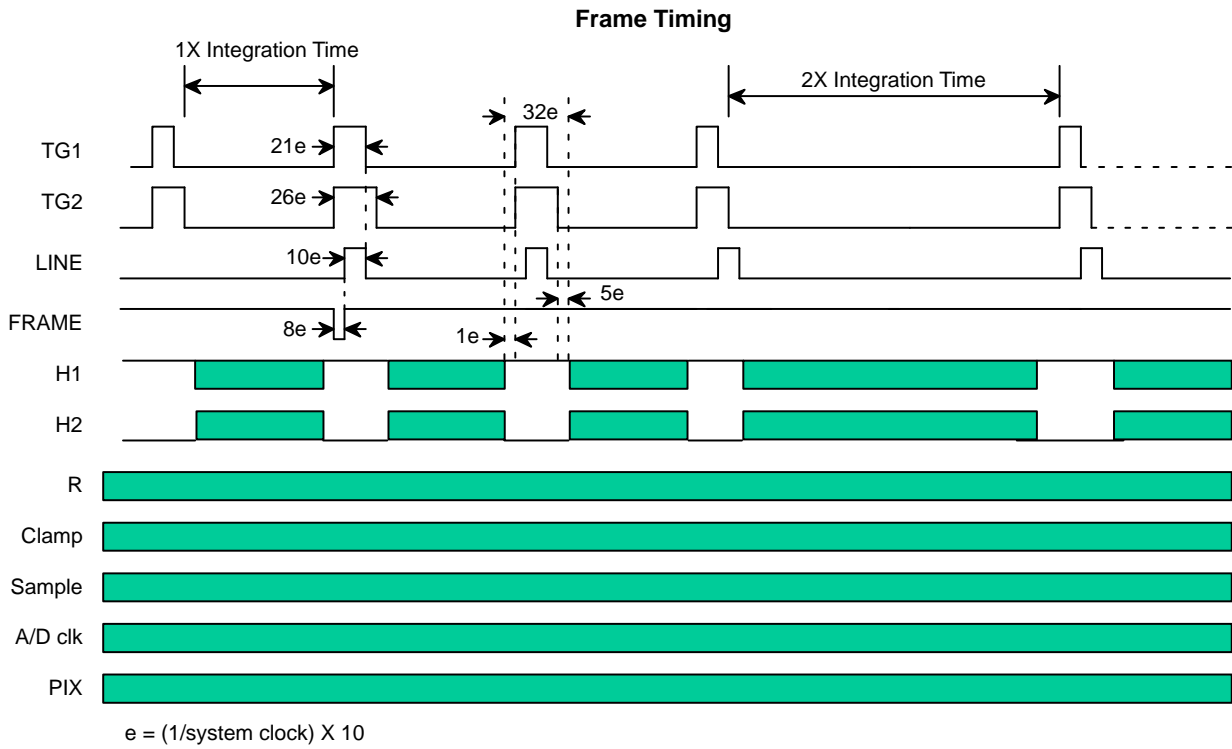 Frame Timing
1X Integration Time
2X Integration Time
32e
TG1
21e
TG2
26e
LINE
10e
5e
FRAME
8e
1e
H1
H2
R
Clamp
Sample
A/D clk
PIX
e = (1/system clock) X 10